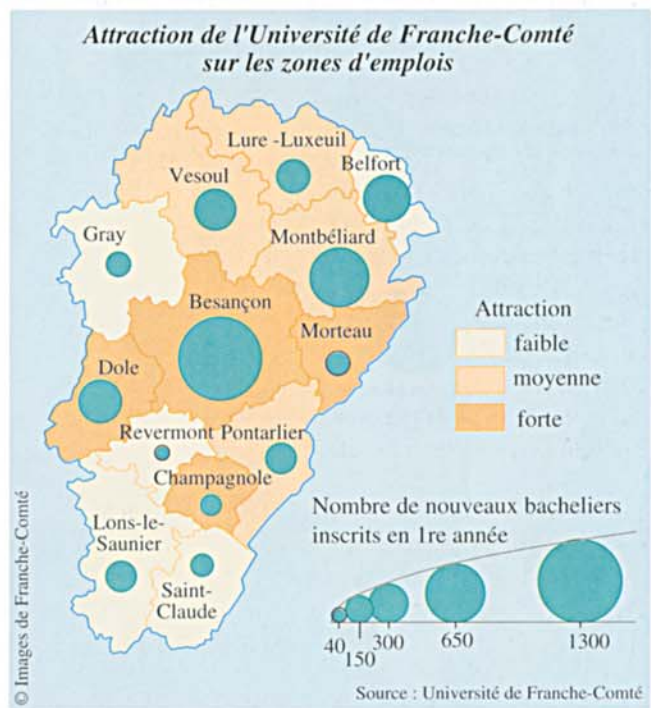 Attraction de l'Université de Franche-Comté
sur les zones d'emplois
Lure -Luxeuil
Belfort
Vesoul
Gray
Montbéliard
Besançon
Morteau
Dole
Revermont
Pontarlier
Champagnole
Lons-le-
Saunier
Saint-
Claude
Attraction
faible
moyenne
forte
Nombre de nouveaux bacheliers
inscrits en 1re année
40
150
300
650
1300
Source : Université de Franche-Comté
© Images de Franche-Comté